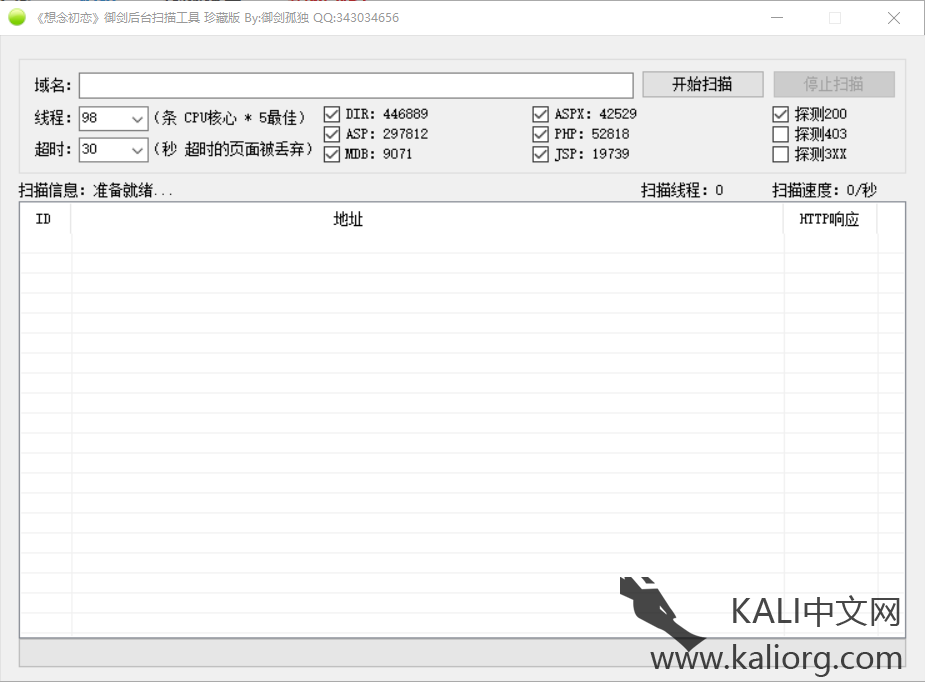 《想念初恋》御剑后台扫描工具 珍藏版 By:御剑孤独 QQ:343034656
域名: 开始扫描 停止扫描
线程: 98 (条 CPU核心 * 5最佳) DIR: 446889 ASPX: 42529 探测200
ASP: 297812 PHP: 52818 探测403
超时: 30 (秒 超时的页面被丢弃) MDB: 9071 JSP: 19739 探测3XX
扫描信息: 准备就绪... 扫描线程: 0 扫描速度: 0/秒
ID 地址 HTTP响应
KALI中文网
www.kaliorg.com